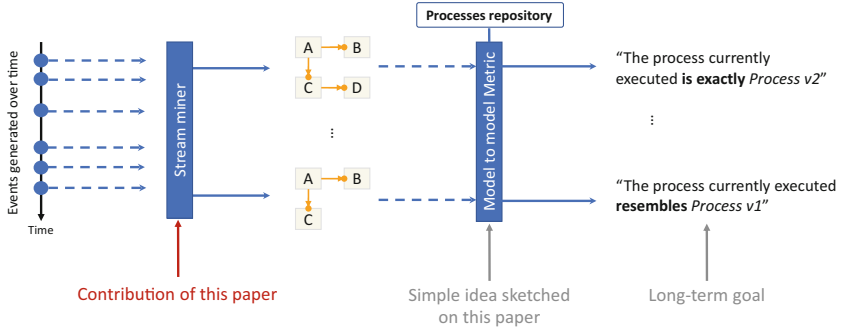 Processes repository
Events generated over time
Time
Stream miner
A
B
C
D
...
A
B
C
Model to model Metric
“The process currently
executed is exactly Process v2”
...
“The process currently executed
resembles Process v1”
Contribution of this paper
Simple idea sketched
on this paper
Long-term goal